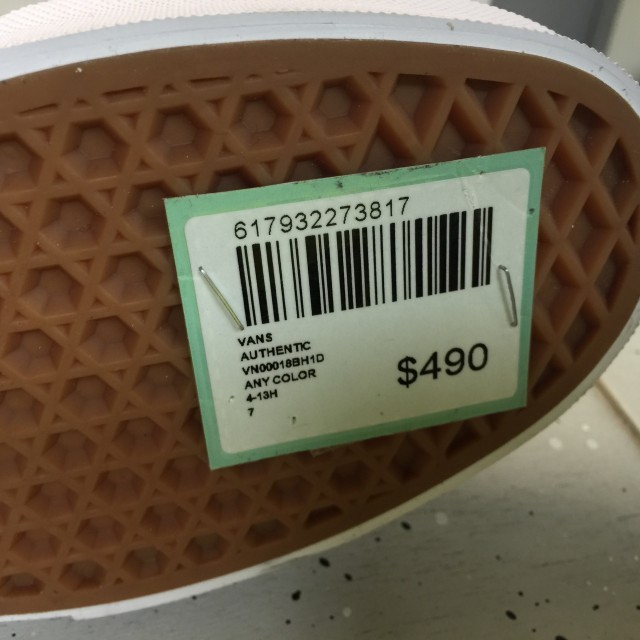 617932273817
VANS
AUTHENTIC
VN00018BH1D
ANY COLOR
4-13H
7
$490